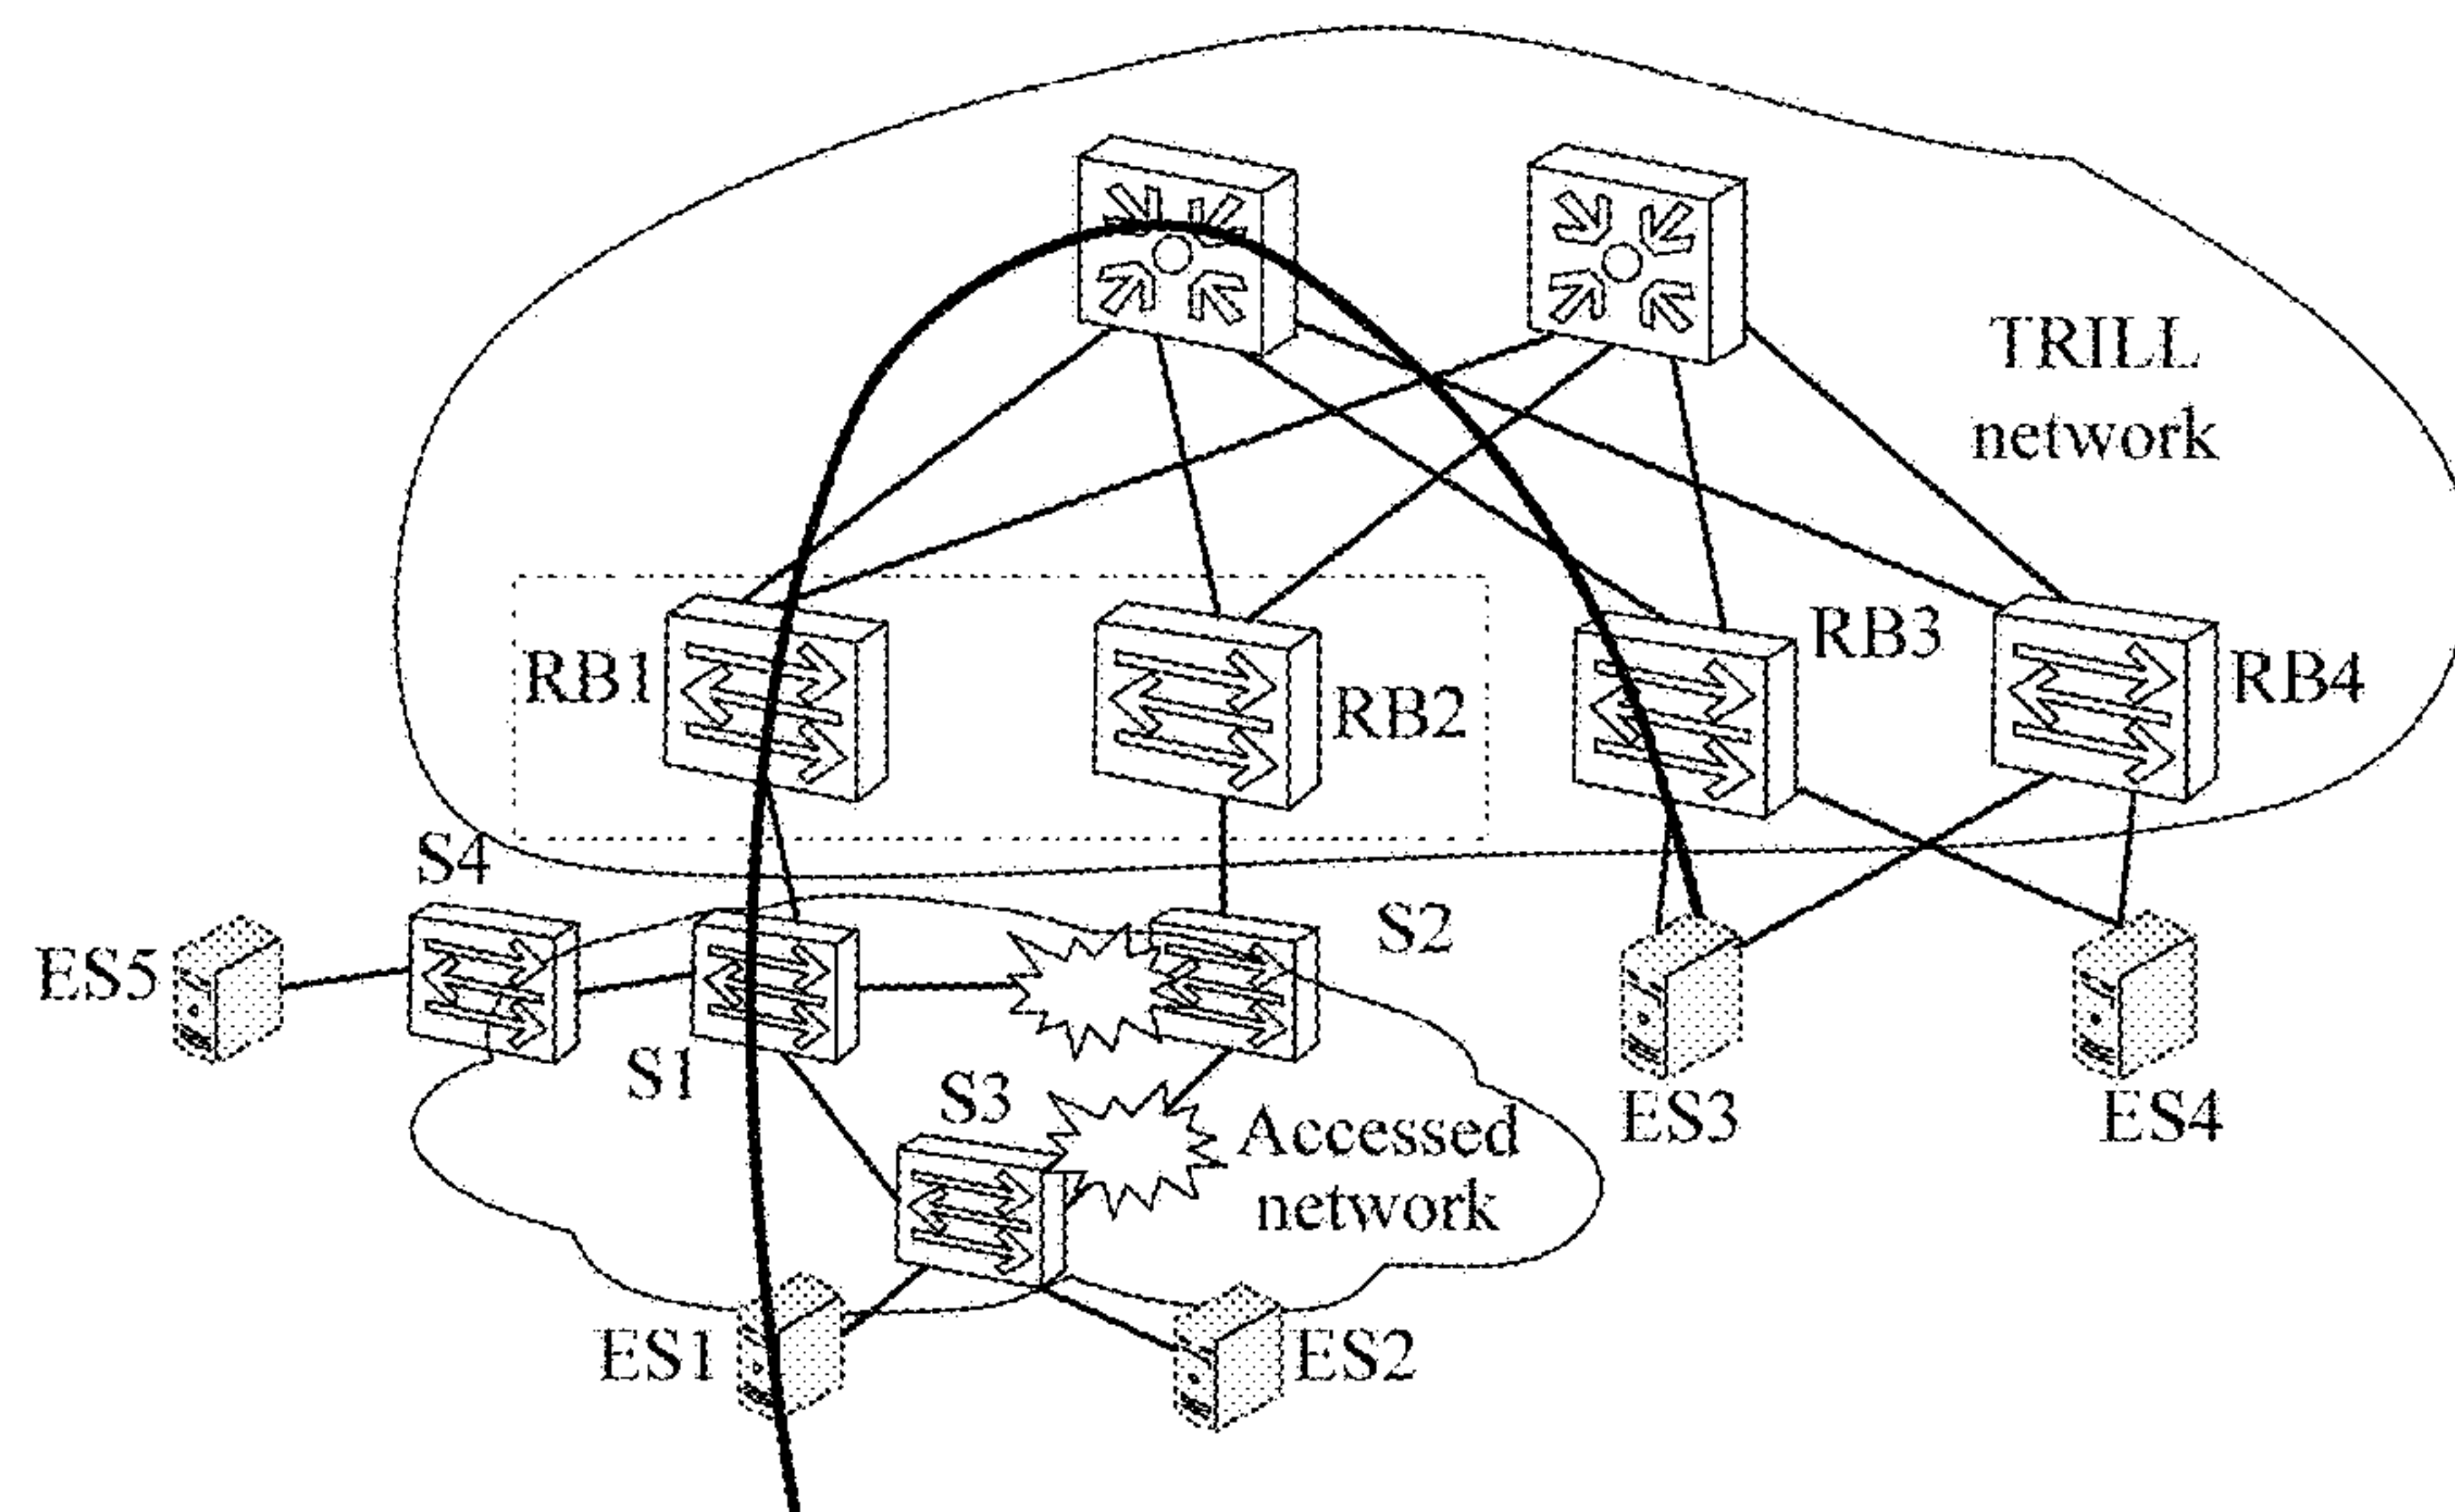 TRILL
network
RB1
RB2
RB3
RB4
S4
ES5
S1
S2
S3
Accessed
network
ES3
ES4
ES1
ES2